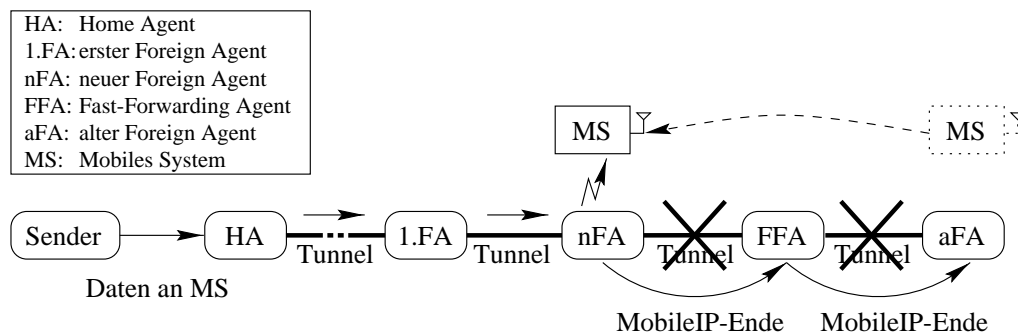 HA: Home Agent
1.FA: erster Foreign Agent
nFA: neuer Foreign Agent
FFA: Fast-Forwarding Agent
aFA: alter Foreign Agent
MS: Mobiles System
MS MS
Sender HA 1.FA nFA FFA aFA
Tunnel Tunnel Tunnel Tunnel
Daten an MS
MobileIP-Ende MobileIP-Ende